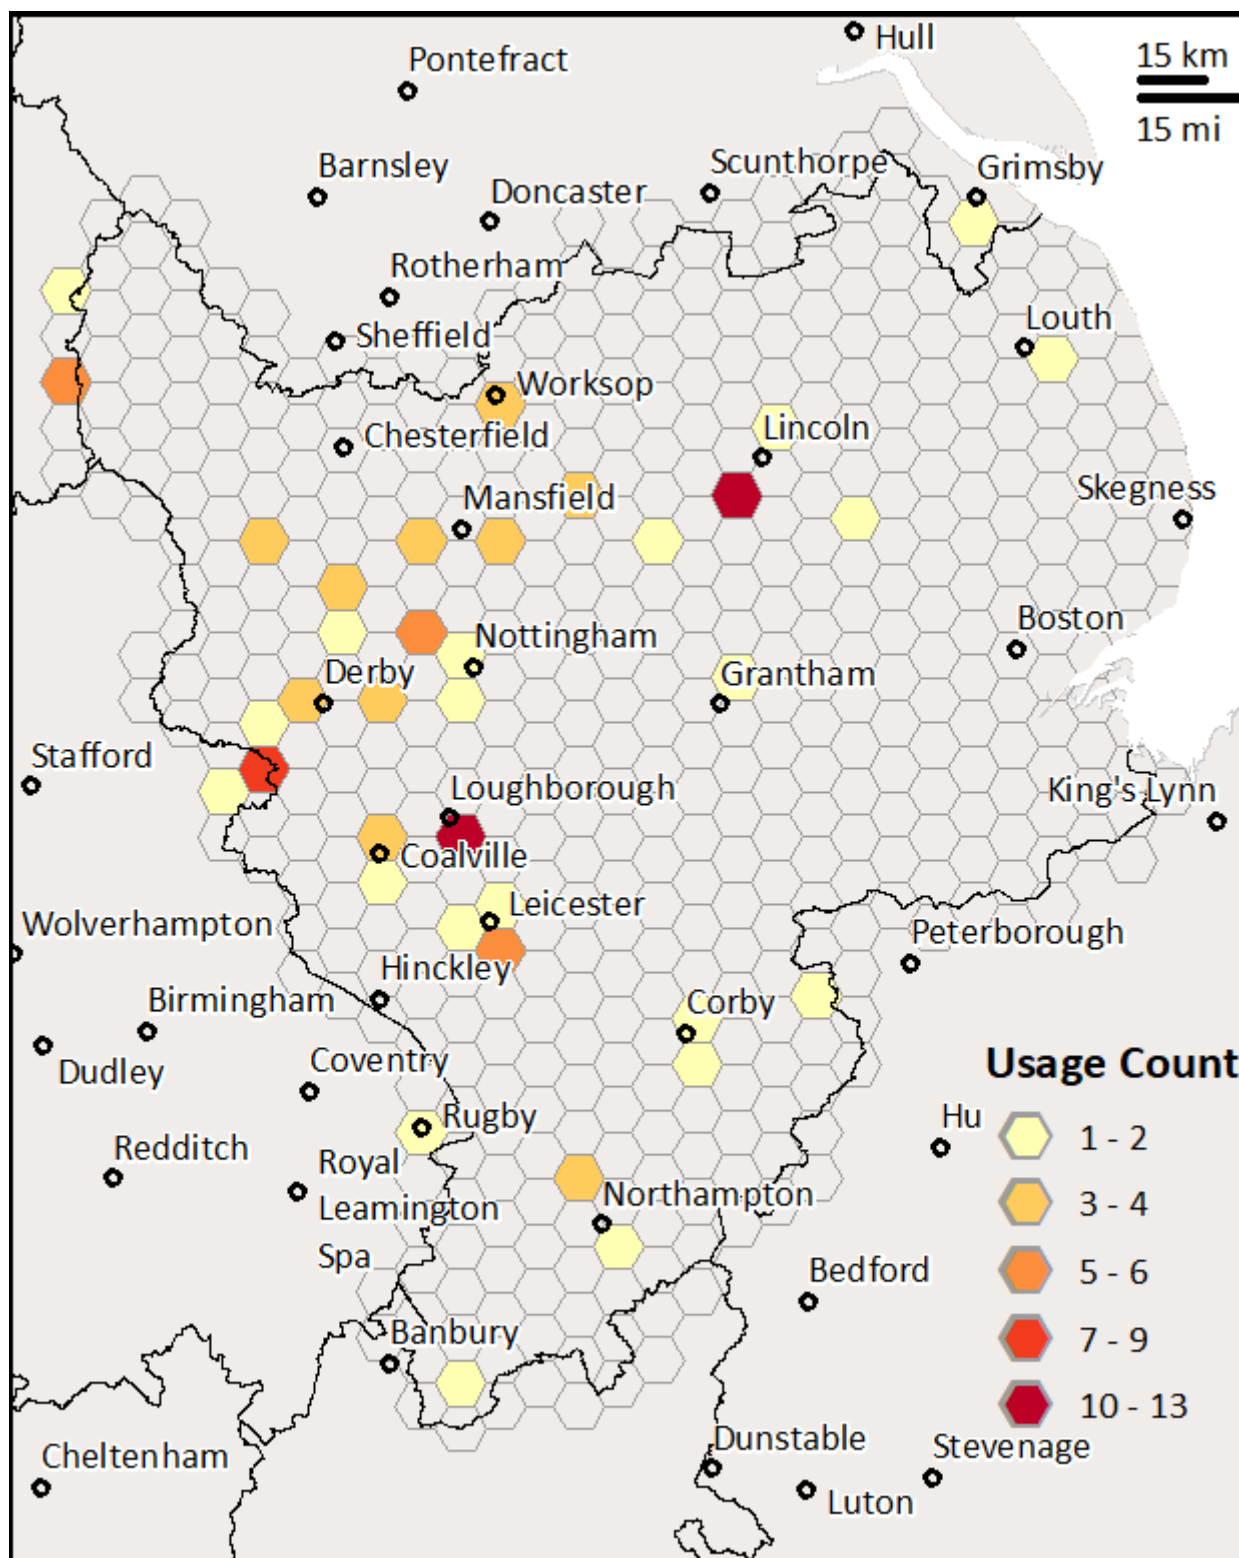 Hull
15 km
Pontefract
15 mi
Barnsley
Scunthorpe
Grimsby
Doncaster
Rotherham
Louth
Sheffield
Worksop
Lincoln
Chesterfield
Skegness
Mansfield
Boston
Nottingham
Derby
Grantham
Stafford
Loughborough
King's Lynn
Coalville
Leicester
Wolverhampton
Peterborough
Hinckley
Birmingham
Corby
Usage Count
Dudley
Coventry
Rugby
Hu
1 - 2
Redditch
Royal
Leamington
Spa
Northampton
3 - 4
Bedford
5 - 6
Banbury
7 - 9
10 - 13
Dunstable
Stevenage
Cheltenham
Luton